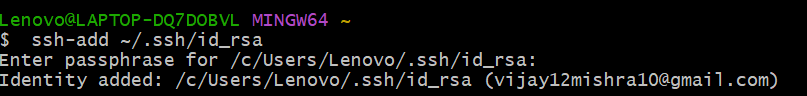 Lenovo@LAPTOP-DQ7DOBVL MINGW64 ~
$  ssh-add ~/.ssh/id_rsa
Enter passphrase for /c/Users/Lenovo/.ssh/id_rsa:
Identity added: /c/Users/Lenovo/.ssh/id_rsa (vijay12mishra10@gmail.com)